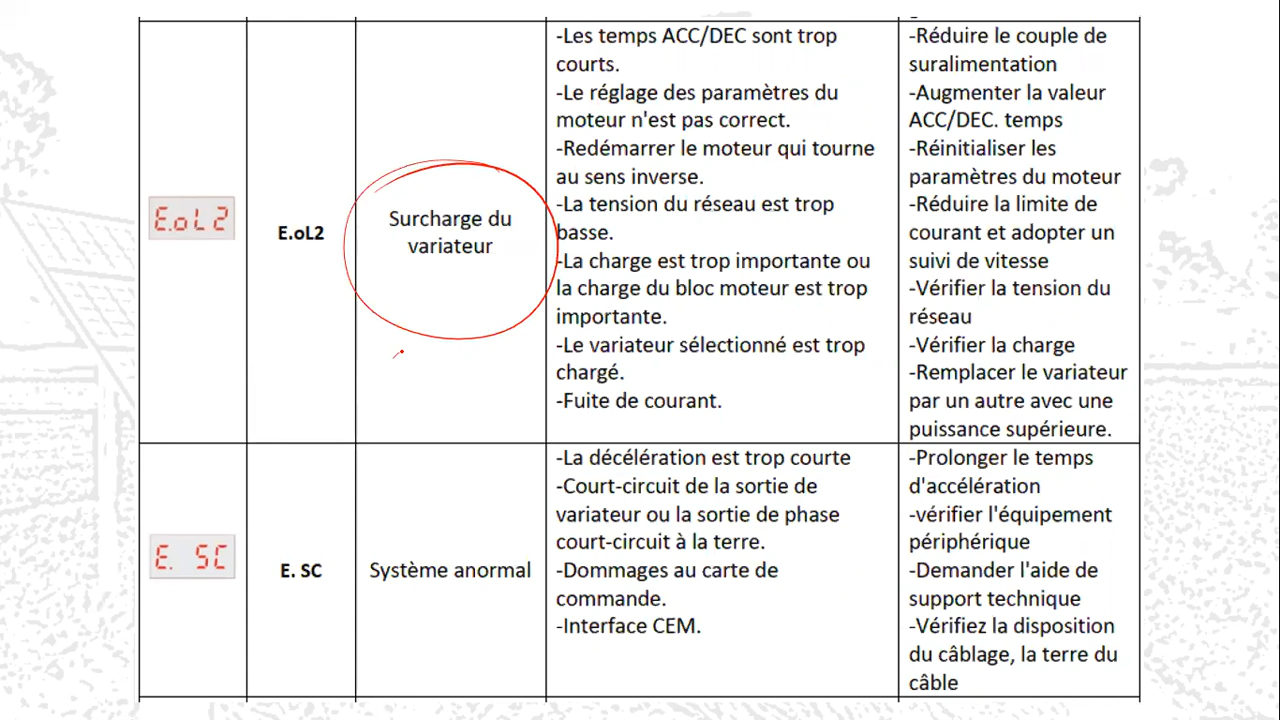 E.oL2
E.oL2
Surcharge du
variateur
-Les temps ACC/DEC sont trop
courts.
-Le réglage des paramètres du
moteur n'est pas correct.
-Redémarrer le moteur qui tourne
au sens inverse.
-La tension du réseau est trop
basse.
-La charge est trop importante ou
la charge du bloc moteur est trop
importante.
-Le variateur sélectionné est trop
chargé.
-Fuite de courant.
-Réduire le couple de
suralimentation
-Augmenter la valeur
ACC/DEC. temps
-Réinitialiser les
paramètres du moteur
-Réduire la limite de
courant et adopter un
suivi de vitesse
-Vérifier la tension du
réseau
-Vérifier la charge
-Remplacer le variateur
par un autre avec une
puissance supérieure.
E. SC
E. SC
Système anormal
-La décélération est trop courte
-Court-circuit de la sortie de
variateur ou la sortie de phase
court-circuit à la terre.
-Dommages au carte de
commande.
-Interface CEM.
-Prolonger le temps
d'accélération
-vérifier l'équipement
périphérique
-Demander l'aide de
support technique
-Vérifiez la disposition
du câblage, la terre du
câble